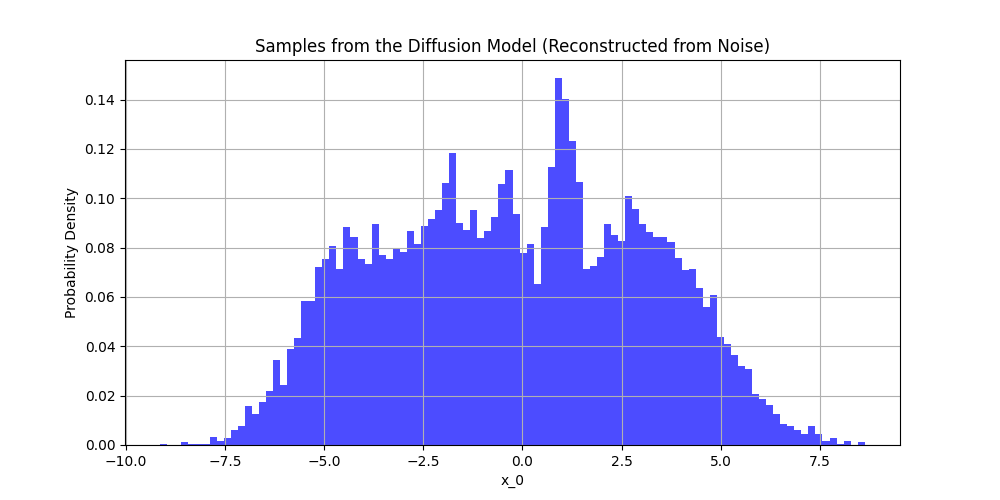 Samples from the Diffusion Model (Reconstructed from Noise)
Probability Density
0.14
0.12
0.10
0.08
0.06
0.04
0.02
0.00
−10.0 −7.5 −5.0 −2.5 0.0 2.5 5.0 7.5
x_0